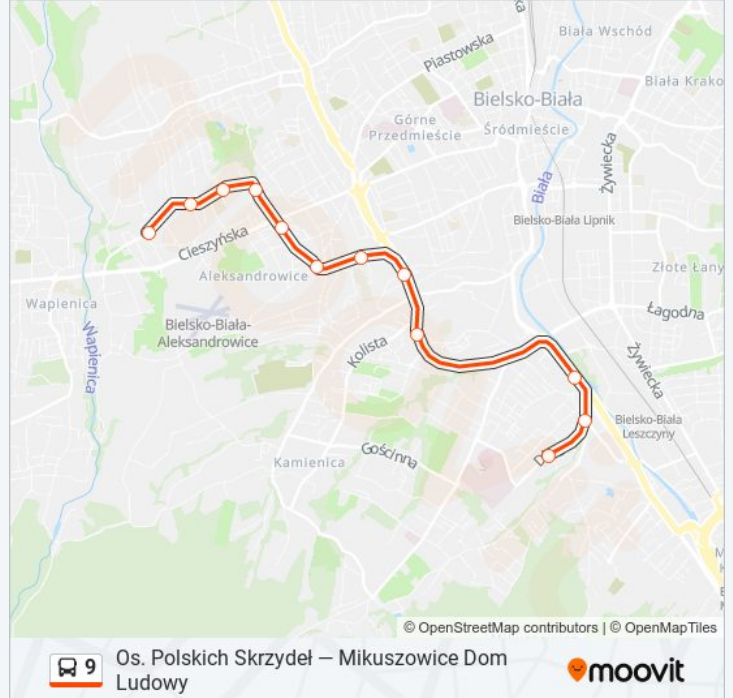 Biała Wschód
Piastowska
Biała Krako
Bielsko-Biała
Górne
Przedmieście
Śródmieście
Żywiecka
Biała
Bielsko-Biała Lipnik
Cieszyńska
Złote Łany
Aleksandrowice
Wapienica
Łagodna
Bielsko-Biała-
Aleksandrowice
Wapienica
Kolista
Żywiecka
Bielsko-Biała
Leszczyny
Gościnna
Kamienica
© OpenStreetMap contributors | © OpenMapTiles
9
Os. Polskich Skrzydeł — Mikuszowice Dom
Ludowy
moovit